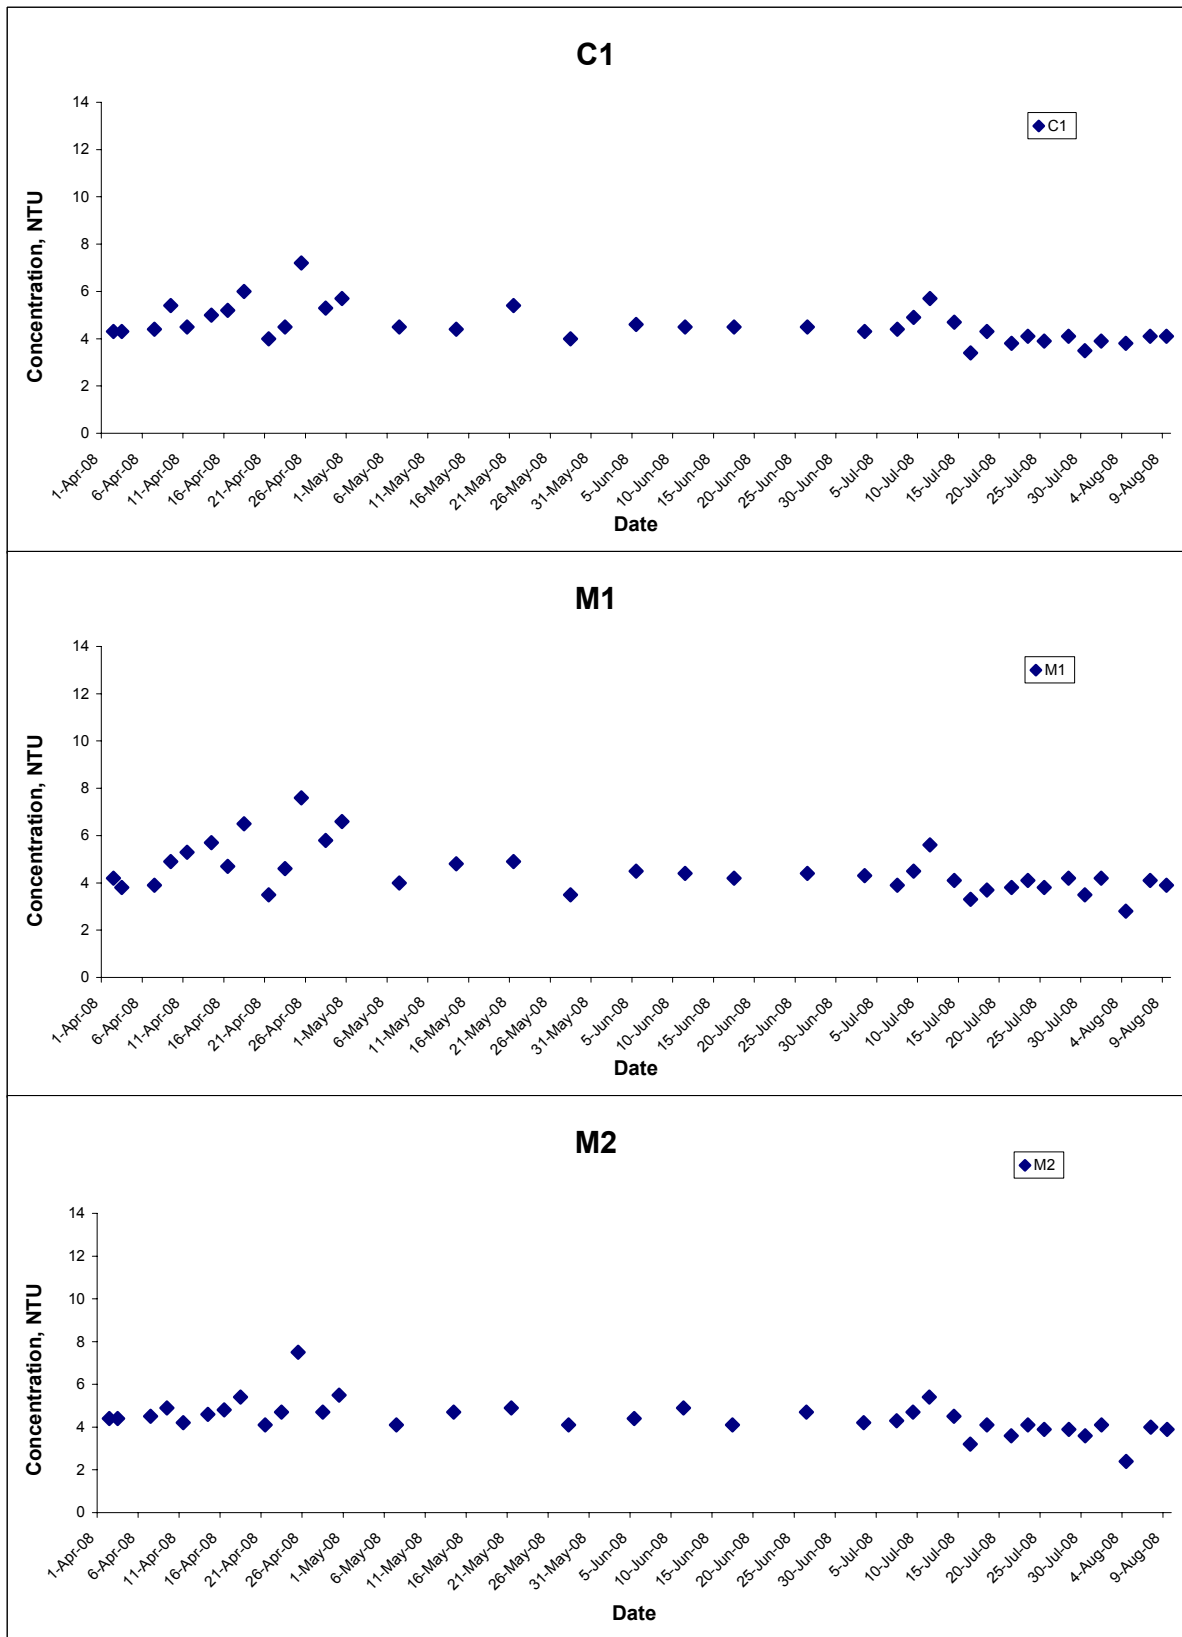 C1
C1
Concentration, NTU
14
12
10
8
6
4
2
0
1-Apr-08
6-Apr-08
11-Apr-08
16-Apr-08
21-Apr-08
26-Apr-08
1-May-08
6-May-08
11-May-08
16-May-08
21-May-08
26-May-08
31-May-08
5-Jun-08
10-Jun-08
15-Jun-08
20-Jun-08
25-Jun-08
30-Jun-08
5-Jul-08
10-Jul-08
15-Jul-08
20-Jul-08
25-Jul-08
30-Jul-08
4-Aug-08
9-Aug-08
Date
M1
M1
Concentration, NTU
14
12
10
8
6
4
2
0
1-Apr-08
6-Apr-08
11-Apr-08
16-Apr-08
21-Apr-08
26-Apr-08
1-May-08
6-May-08
11-May-08
16-May-08
21-May-08
26-May-08
31-May-08
5-Jun-08
10-Jun-08
15-Jun-08
20-Jun-08
25-Jun-08
30-Jun-08
5-Jul-08
10-Jul-08
15-Jul-08
20-Jul-08
25-Jul-08
30-Jul-08
4-Aug-08
9-Aug-08
Date
M2
M2
Concentration, NTU
14
12
10
8
6
4
2
0
1-Apr-08
6-Apr-08
11-Apr-08
16-Apr-08
21-Apr-08
26-Apr-08
1-May-08
6-May-08
11-May-08
16-May-08
21-May-08
26-May-08
31-May-08
5-Jun-08
10-Jun-08
15-Jun-08
20-Jun-08
25-Jun-08
30-Jun-08
5-Jul-08
10-Jul-08
15-Jul-08
20-Jul-08
25-Jul-08
30-Jul-08
4-Aug-08
9-Aug-08
Date